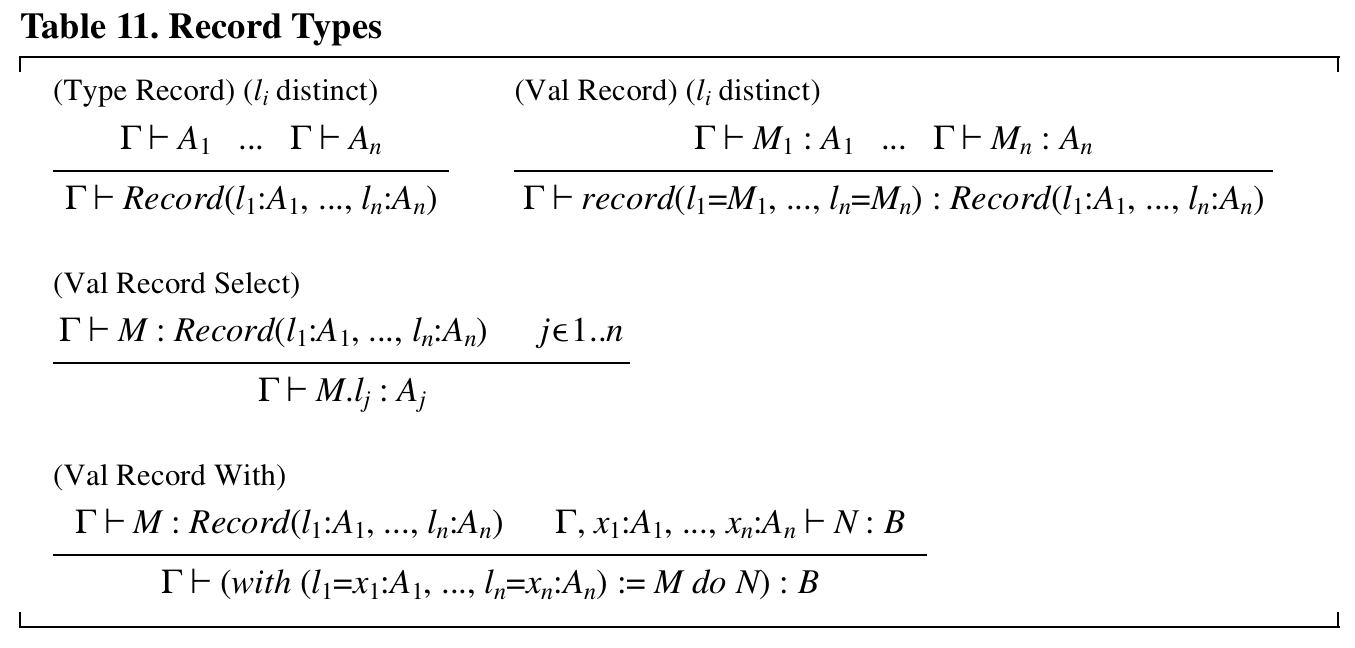 Table 11. Record Types
(Type Record) (lᵢ distinct) (Val Record) (lᵢ distinct)
Γ ⊢ A₁ ... Γ ⊢ Aₙ Γ ⊢ M₁ : A₁ ... Γ ⊢ Mₙ : Aₙ
Γ ⊢ Record(l₁:A₁, ..., lₙ:Aₙ) Γ ⊢ record(l₁=M₁, ..., lₙ=Mₙ) : Record(l₁:A₁, ..., lₙ:Aₙ)
(Val Record Select)
Γ ⊢ M : Record(l₁:A₁, ..., lₙ:Aₙ) j∈1..n
Γ ⊢ M.lⱼ : Aⱼ
(Val Record With)
Γ ⊢ M : Record(l₁:A₁, ..., lₙ:Aₙ) Γ, x₁:A₁, ..., xₙ:Aₙ ⊢ N : B
Γ ⊢ (with (l₁=x₁:A₁, ..., lₙ=xₙ:Aₙ) := M do N) : B